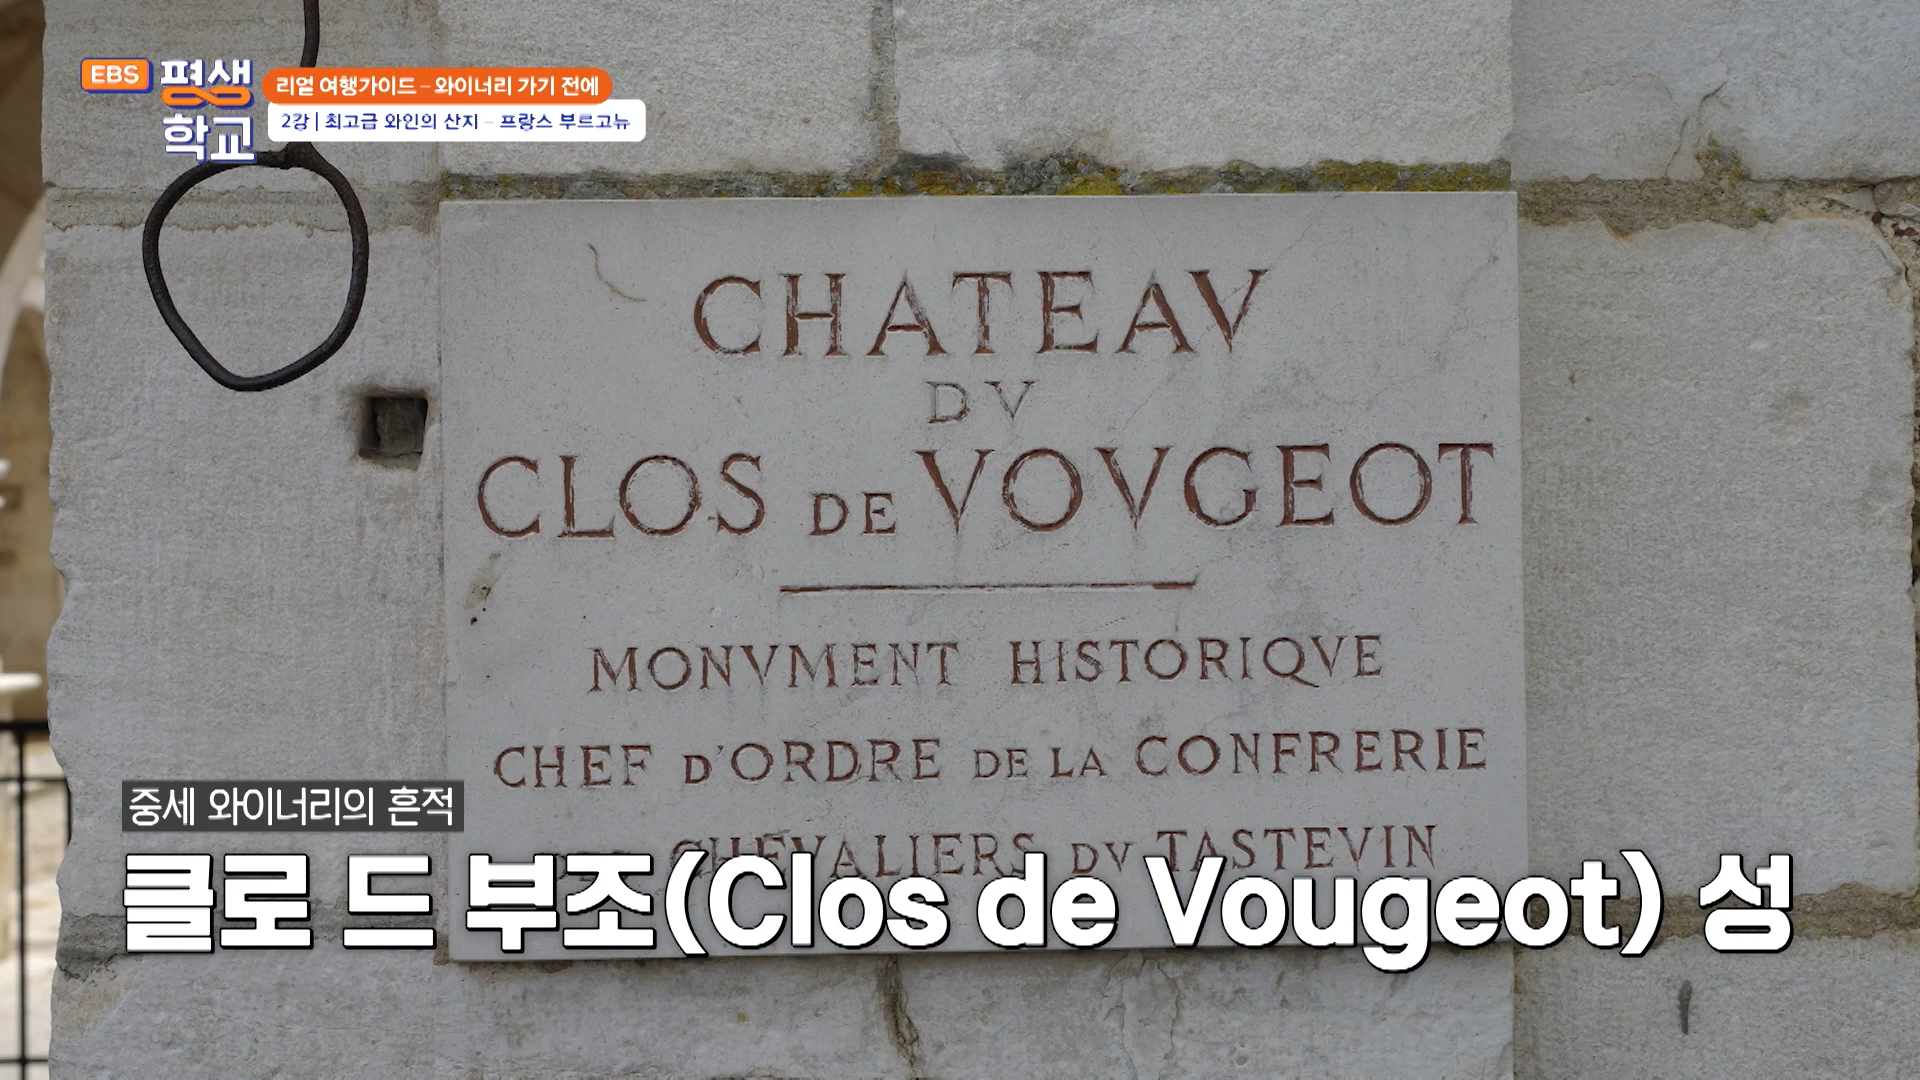 EBS 평생학교
리얼 여행가이드 – 와이너리 가기 전에
2강 | 최고급 와인의 산지 – 프랑스 부르고뉴
CHATEAV
DV
CLOS DE VOVGEOT
MONVMENT HISTORIQVE
CHEF D'ORDRE DE LA CONFRERIE
CHEVALIERS DV TASTEVIN
중세 와이너리의 흔적
클로 드 부조(Clos de Vougeot) 성